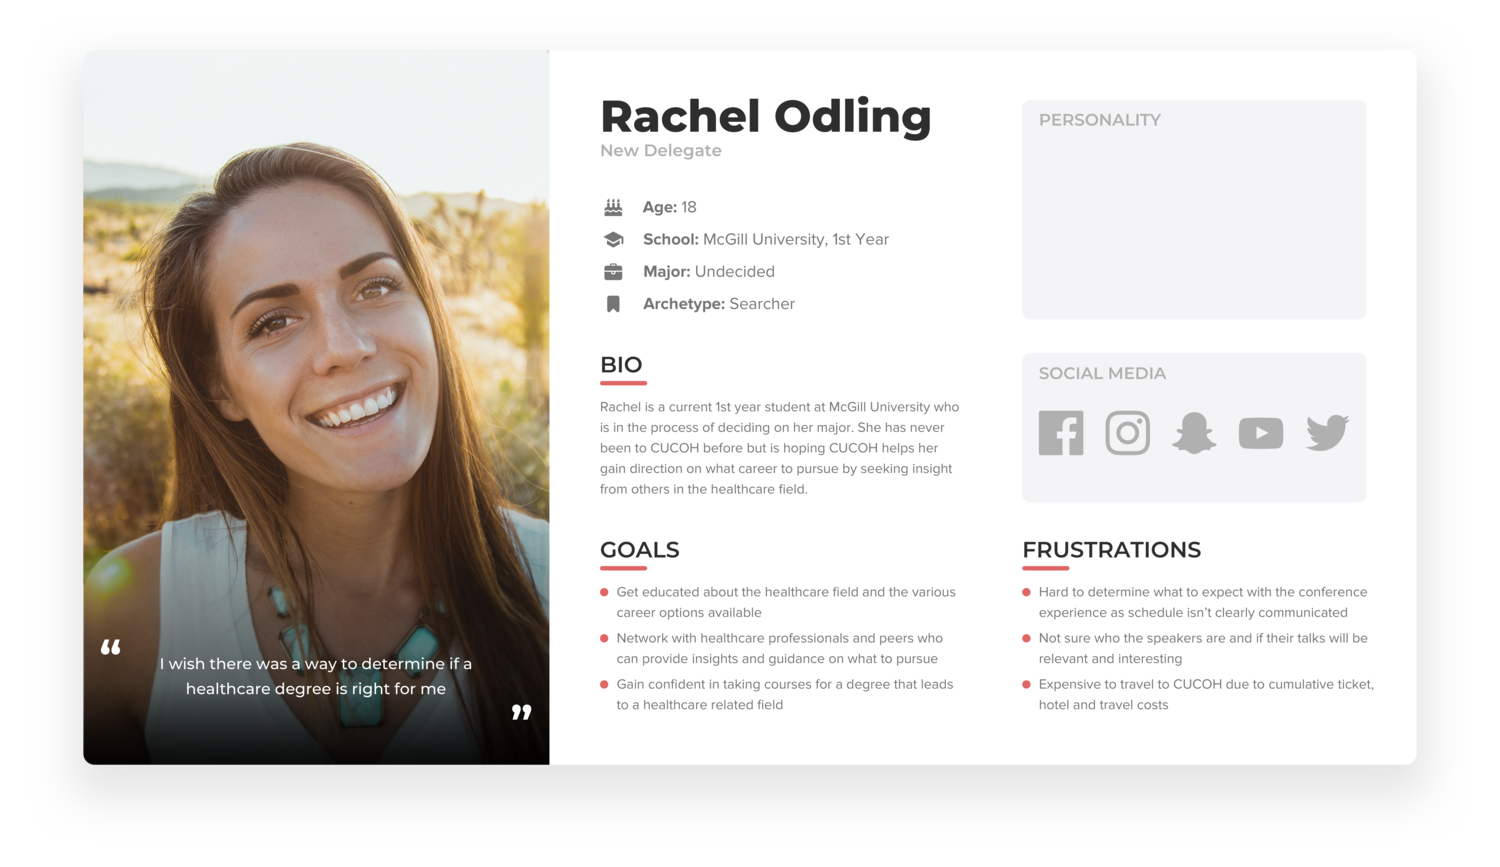 Rachel Odling
New Delegate
Age: 18
School: McGill University, 1st Year
Major: Undecided
Archetype: Searcher
BIO
Rachel is a current 1st year student at McGill University who
is in the process of deciding on her major. She has never
been to CUCOH before but is hoping CUCOH helps her
gain direction on what career to pursue by seeking insight
from others in the healthcare field.
GOALS
Get educated about the healthcare field and the various
career options available
Network with healthcare professionals and peers who
can provide insights and guidance on what to pursue
Gain confident in taking courses for a degree that leads
to a healthcare related field
PERSONALITY
SOCIAL MEDIA
FRUSTRATIONS
Hard to determine what to expect with the conference
experience as schedule isn't clearly communicated
Not sure who the speakers are and if their talks will be
relevant and interesting
Expensive to travel to CUCOH due to cumulative ticket,
hotel and travel costs
“
I wish there was a way to determine if a
healthcare degree is right for me
”